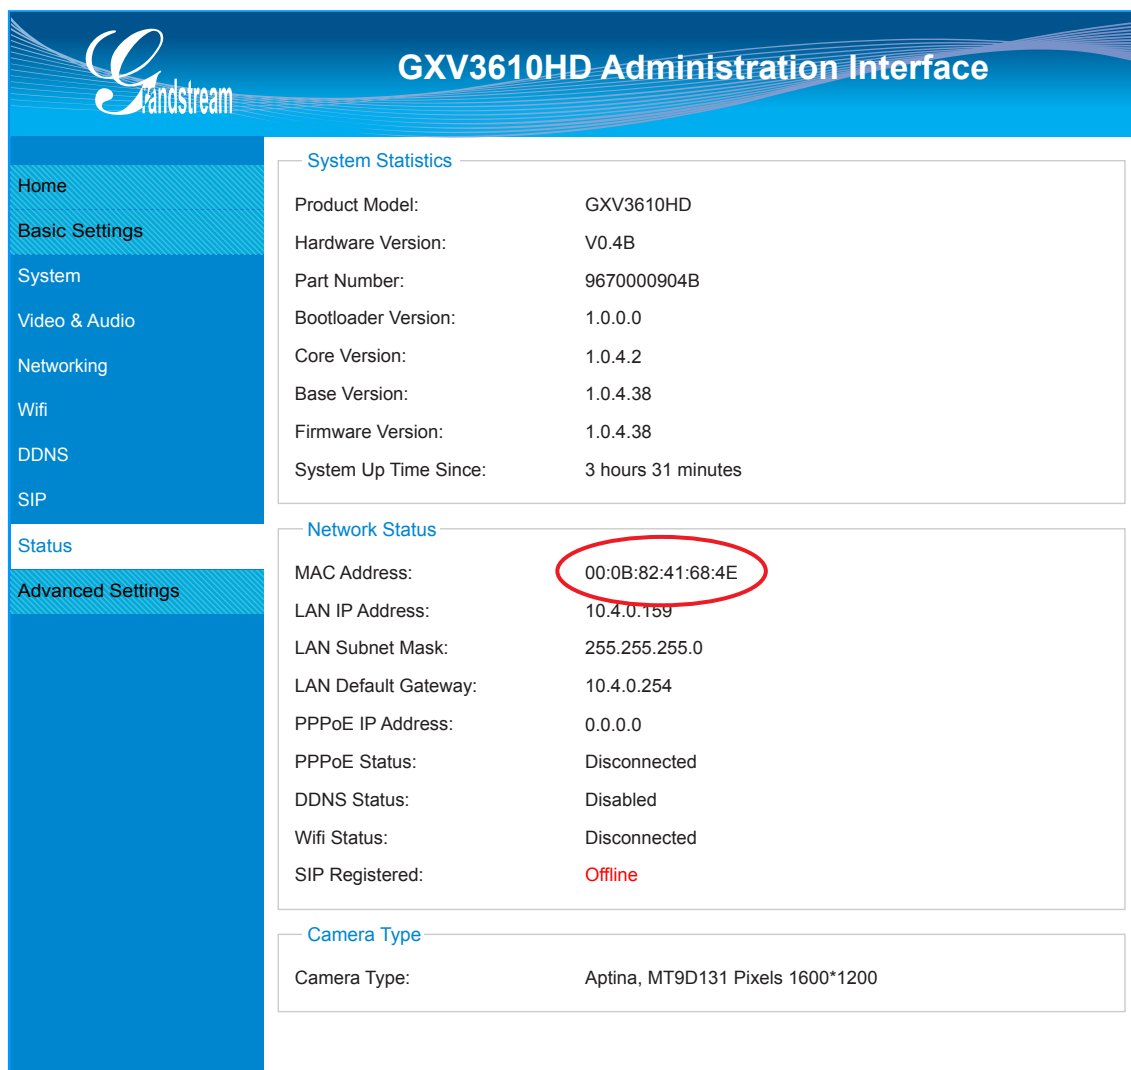 Grandstream
GXV3610HD Administration Interface
Home
Basic Settings
System
Video & Audio
Networking
Wifi
DDNS
SIP
Status
Advanced Settings
System Statistics
Product Model: GXV3610HD
Hardware Version: V0.4B
Part Number: 9670000904B
Bootloader Version: 1.0.0.0
Core Version: 1.0.4.2
Base Version: 1.0.4.38
Firmware Version: 1.0.4.38
System Up Time Since: 3 hours 31 minutes
Network Status
MAC Address: 00:0B:82:41:68:4E
LAN IP Address: 10.4.0.159
LAN Subnet Mask: 255.255.255.0
LAN Default Gateway: 10.4.0.254
PPPoE IP Address: 0.0.0.0
PPPoE Status: Disconnected
DDNS Status: Disabled
Wifi Status: Disconnected
SIP Registered: Offline
Camera Type
Camera Type: Aptina, MT9D131 Pixels 1600*1200